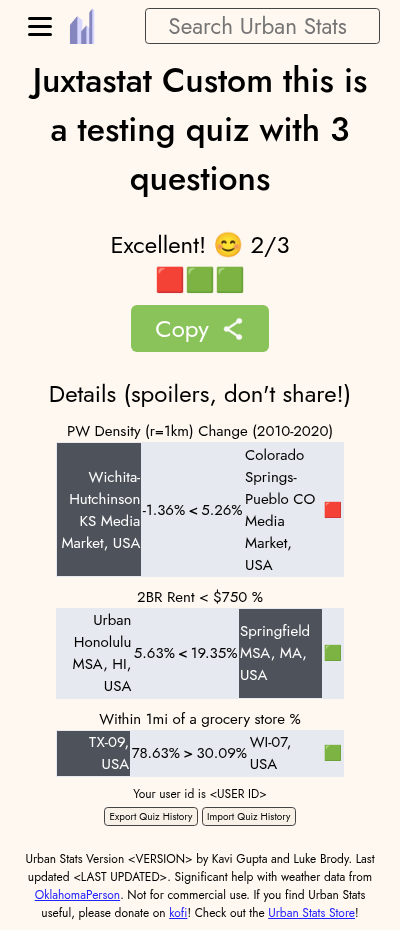 Search Urban Stats
Juxtastat Custom this is
a testing quiz with 3
questions
Excellent! 😊 2/3
🟥🟩🟩
Copy
Details (spoilers, don't share!)
PW Density (r=1km) Change (2010-2020)
Wichita-
Hutchinson
KS Media
Market, USA
-1.36% < 5.26%
Colorado
Springs-
Pueblo CO
Media
Market,
USA
🟥
2BR Rent < $750 %
Urban
Honolulu
MSA, HI,
USA
5.63% < 19.35%
Springfield
MSA, MA,
USA
🟩
Within 1mi of a grocery store %
TX-09,
USA
78.63% > 30.09%
WI-07,
USA
🟩
Your user id is <USER ID>
Export Quiz History Import Quiz History
Urban Stats Version <VERSION> by Kavi Gupta and Luke Brody. Last
updated <LAST UPDATED>. Significant help with weather data from
OklahomaPerson. Not for commercial use. If you find Urban Stats
useful, please donate on kofi! Check out the Urban Stats Store!